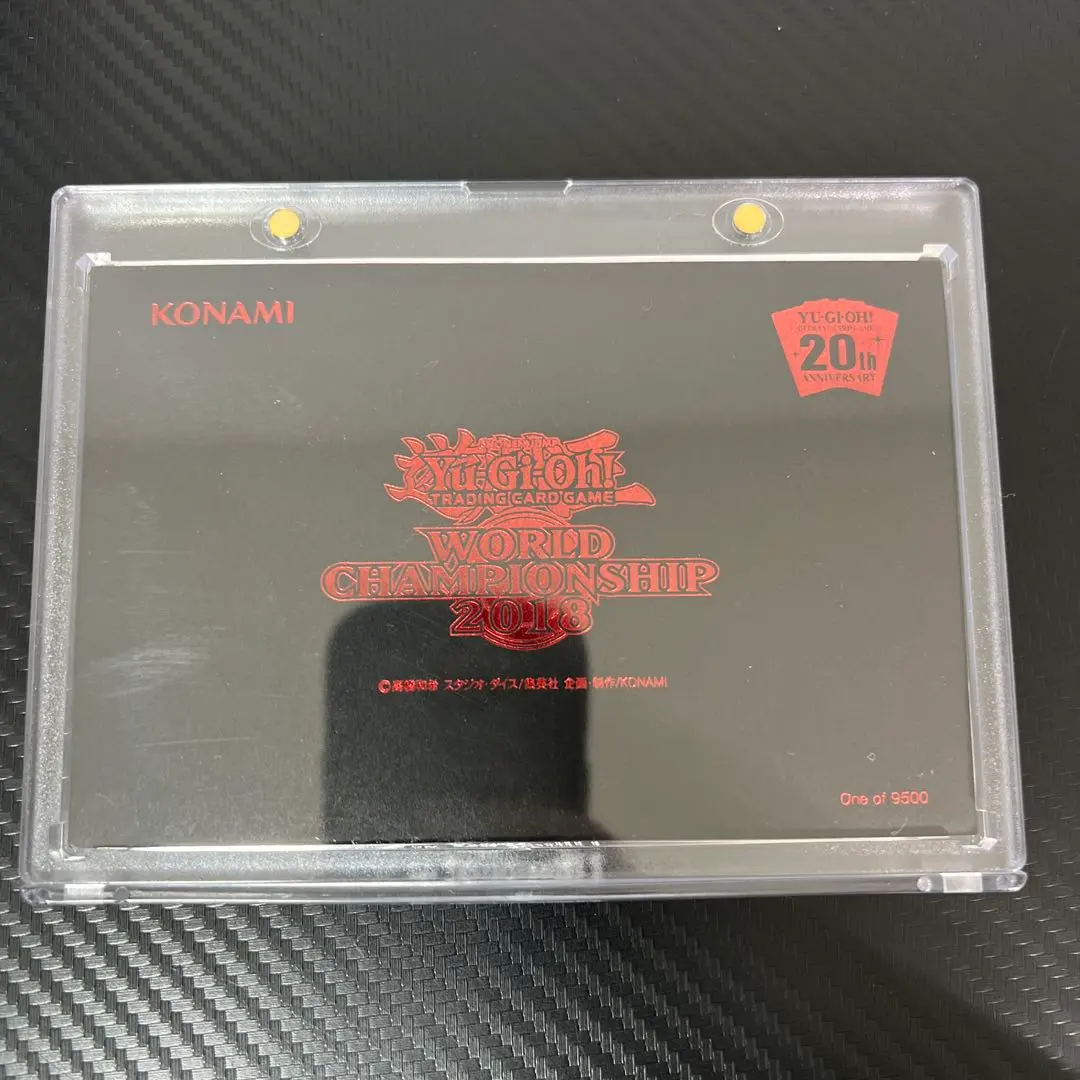 KONAMI
YU-GI-OH!
20th
ANNIVERSARY
Yu-Gi-Oh!
TRADING CARD GAME
WORLD
CHAMPIONSHIP
2018
©高橋和希 スタジオ・ダイス/集英社 企画・制作/KONAMI
One of 9500